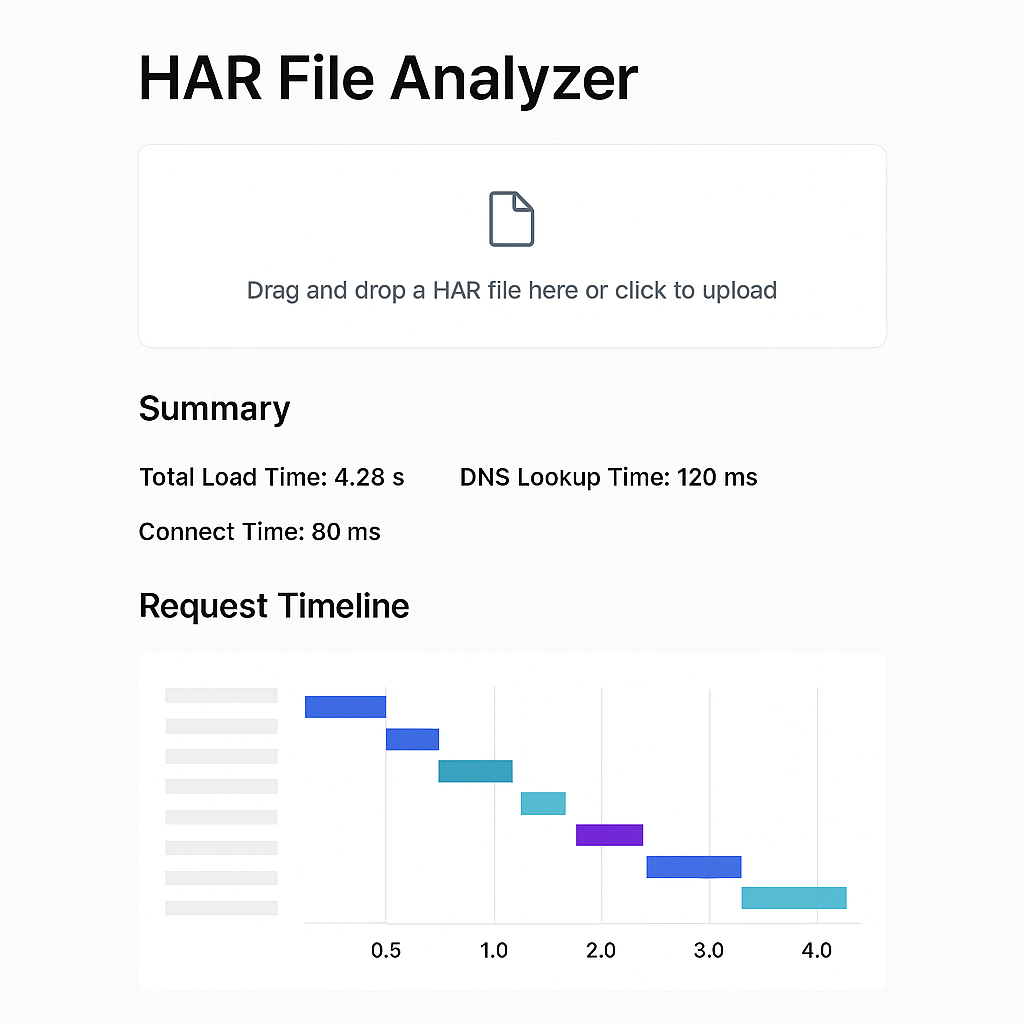 HAR File Analyzer
Drag and drop a HAR file here or click to upload
Summary
Total Load Time: 4.28 s DNS Lookup Time: 120 ms
Connect Time: 80 ms
Request Timeline
0.5 1.0 2.0 3.0 4.0